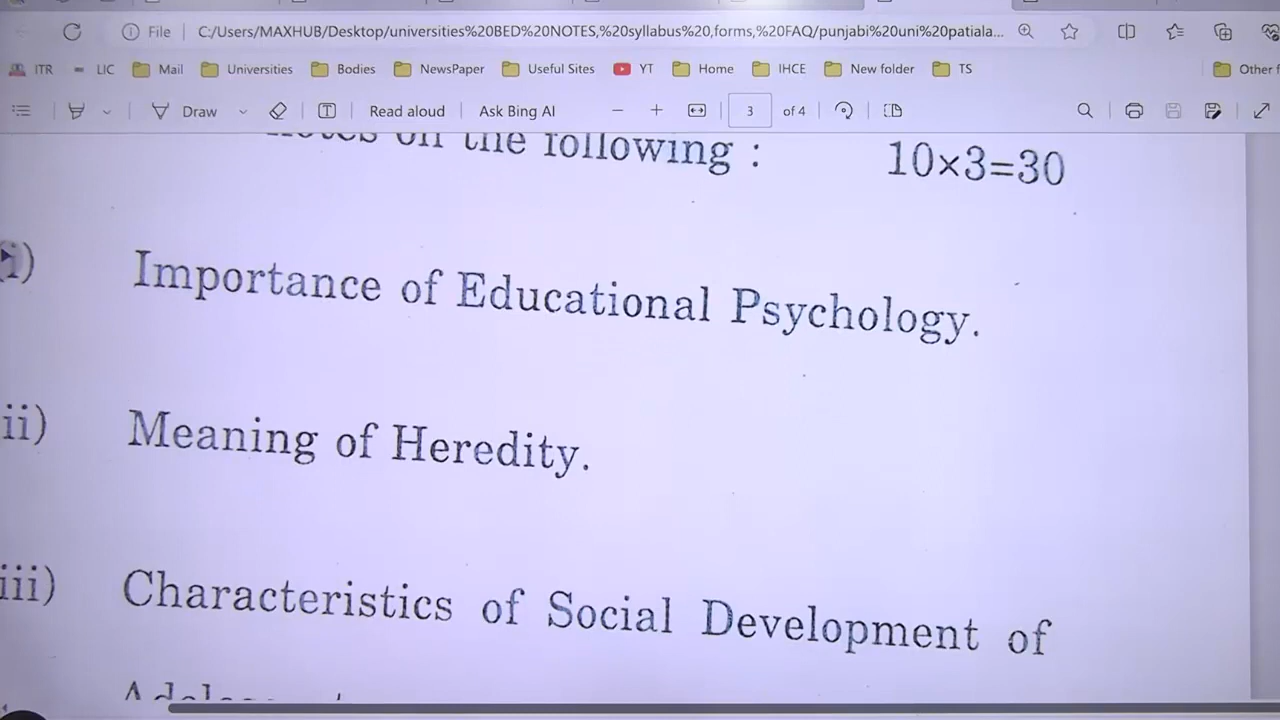 File C:/Users/MAXHUB/Desktop/universities%20BED%20NOTES,%20syllabus%20,forms,%20FAQ/punjabi%20uni%20patiala...
ITR LIC Mail Universities Bodies NewsPaper Useful Sites YT Home IHCE New folder TS Other f
Draw Read aloud Ask Bing AI 3 of 4
notes on the following : 10×3=30
(i) Importance of Educational Psychology.
ii) Meaning of Heredity.
iii) Characteristics of Social Development of